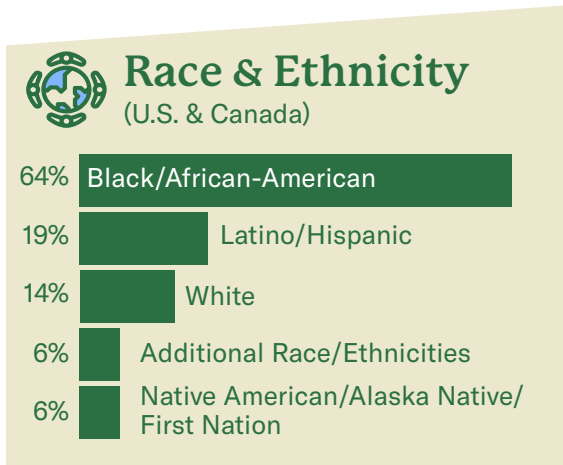 Race & Ethnicity
(U.S. & Canada)
64% Black/African-American
19% Latino/Hispanic
14% White
6% Additional Race/Ethnicities
6% Native American/Alaska Native/
First Nation